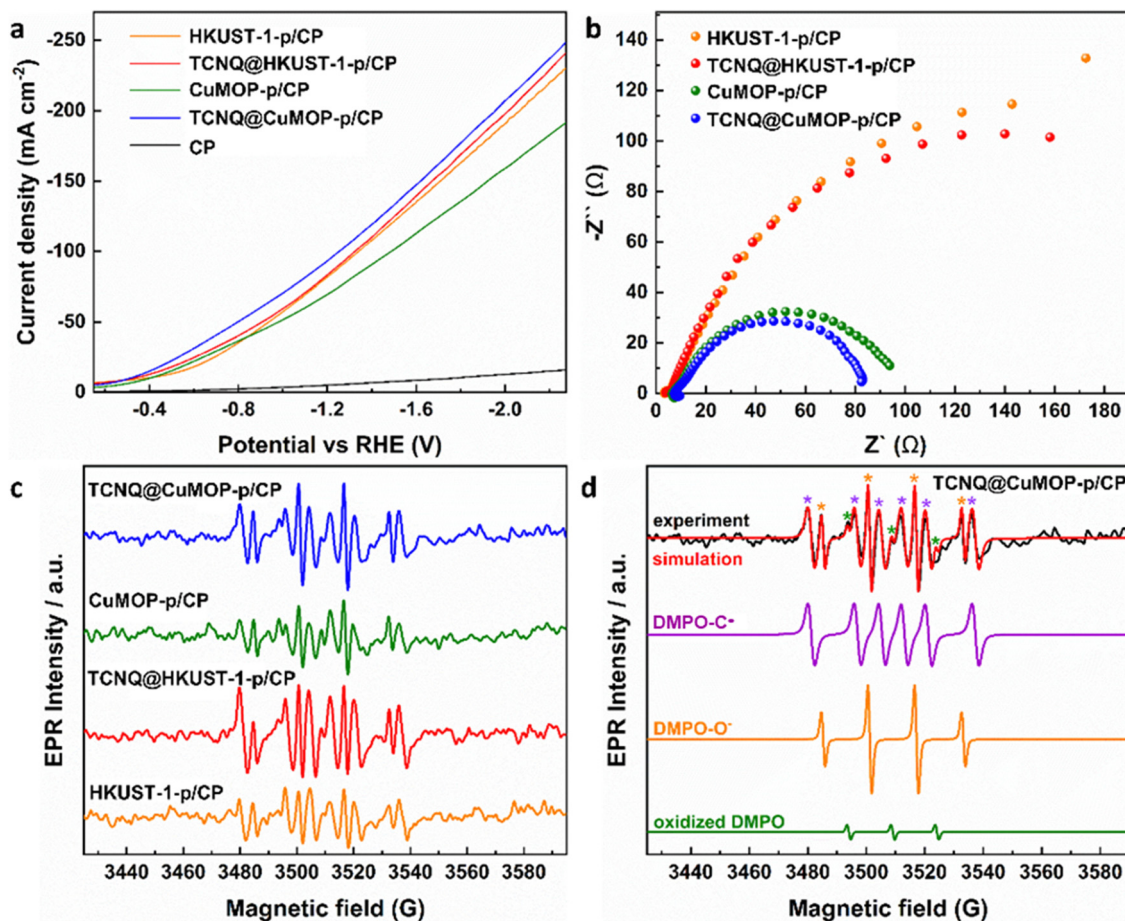 a
-250
-200
-150
-100
-50
0
Current density (mA cm⁻²)
HKUST-1-p/CP
TCNQ@HKUST-1-p/CP
CuMOP-p/CP
TCNQ@CuMOP-p/CP
CP
-0.4 -0.8 -1.2 -1.6 -2.0
Potential vs RHE (V)
b
140
120
100
80
60
40
20
0
-Z`` (Ω)
HKUST-1-p/CP
TCNQ@HKUST-1-p/CP
CuMOP-p/CP
TCNQ@CuMOP-p/CP
0 20 40 60 80 100 120 140 160 180
Z` (Ω)
c
EPR Intensity / a.u.
TCNQ@CuMOP-p/CP
CuMOP-p/CP
TCNQ@HKUST-1-p/CP
HKUST-1-p/CP
3440 3460 3480 3500 3520 3540 3560 3580
Magnetic field (G)
d
EPR Intensity / a.u.
TCNQ@CuMOP-p/CP
* * * * * * * * * * * * *
experiment
simulation
DMPO-C•
DMPO-O⁻
oxidized DMPO
3440 3460 3480 3500 3520 3540 3560 3580
Magnetic field (G)